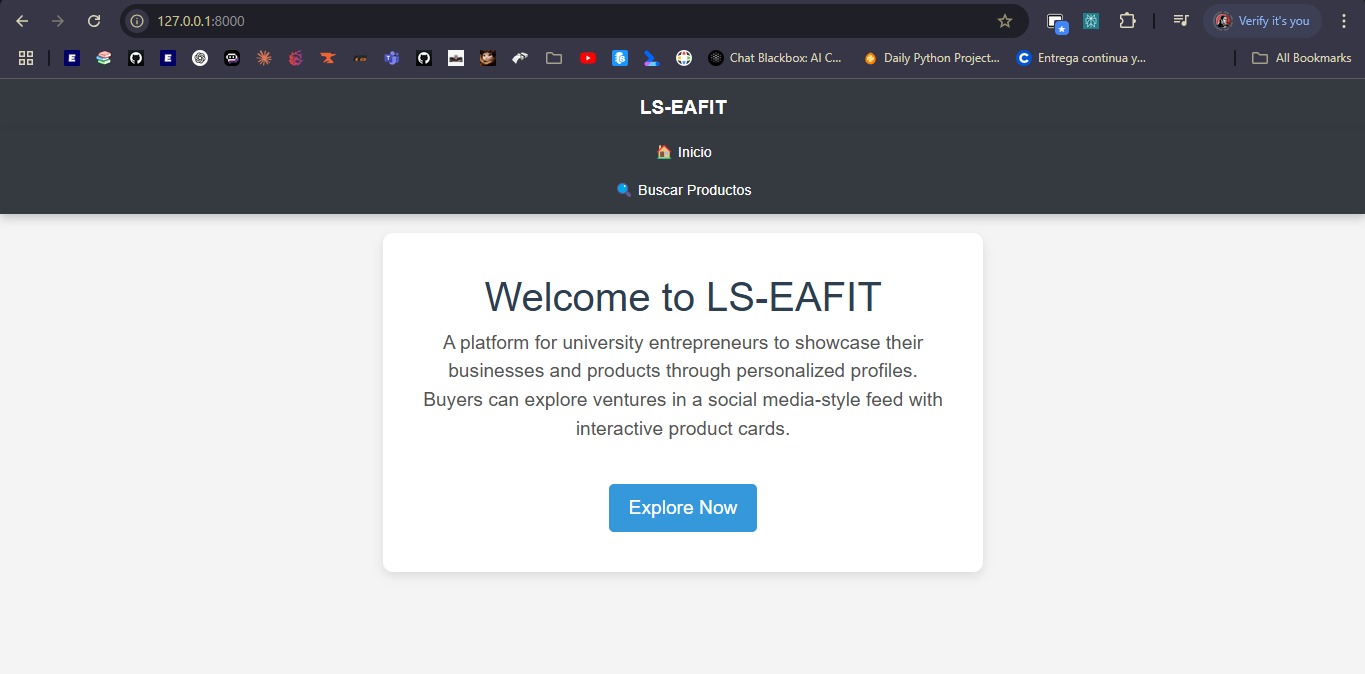 127.0.0.1:8000
Verify it's you
Chat Blackbox: AI C...
Daily Python Project...
Entrega continua y...
All Bookmarks
LS-EAFIT
Inicio
Buscar Productos
Welcome to LS-EAFIT
A platform for university entrepreneurs to showcase their
businesses and products through personalized profiles.
Buyers can explore ventures in a social media-style feed with
interactive product cards.
Explore Now